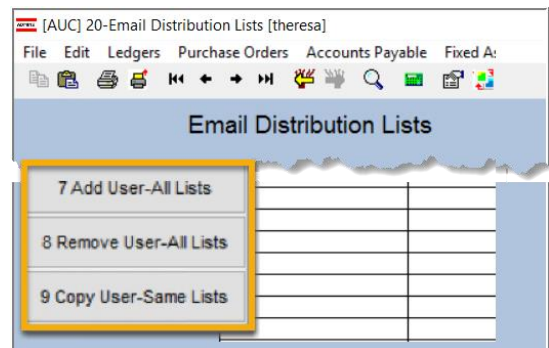 [AUC] 20-Email Distribution Lists [theresa]
File Edit Ledgers Purchase Orders Accounts Payable Fixed A
Email Distribution Lists
7 Add User-All Lists
8 Remove User-All Lists
9 Copy User-Same Lists